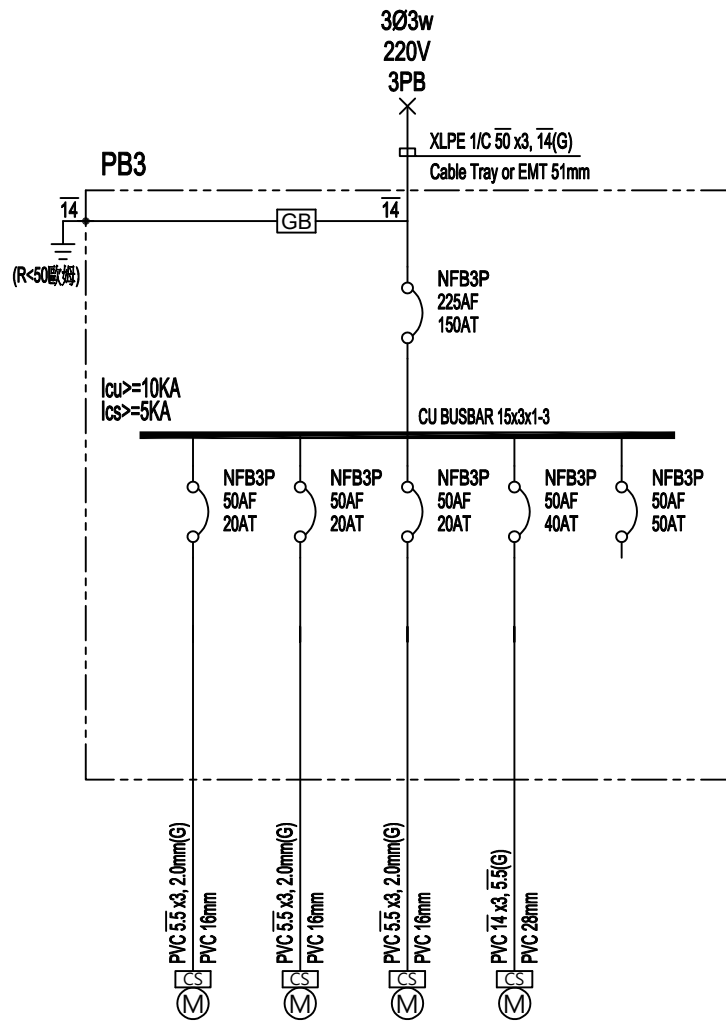 3Ø3w
220V
3PB
XLPE 1/C 50 x3, 14(G)
Cable Tray or EMT 51mm
PB3
14
GB
14
(R<50歐姆)
NFB3P
225AF
150AT
Icu>=10KA
Ics>=5KA
CU BUSBAR 15x3x1-3
NFB3P
50AF
20AT
NFB3P
50AF
20AT
NFB3P
50AF
20AT
NFB3P
50AF
40AT
NFB3P
50AF
50AT
PVC 5.5 x3, 2.0mm(G)
PVC 16mm
PVC 5.5 x3, 2.0mm(G)
PVC 16mm
PVC 5.5 x3, 2.0mm(G)
PVC 16mm
PVC 14 x3, 5.5(G)
PVC 28mm
CS
M
CS
M
CS
M
CS
M